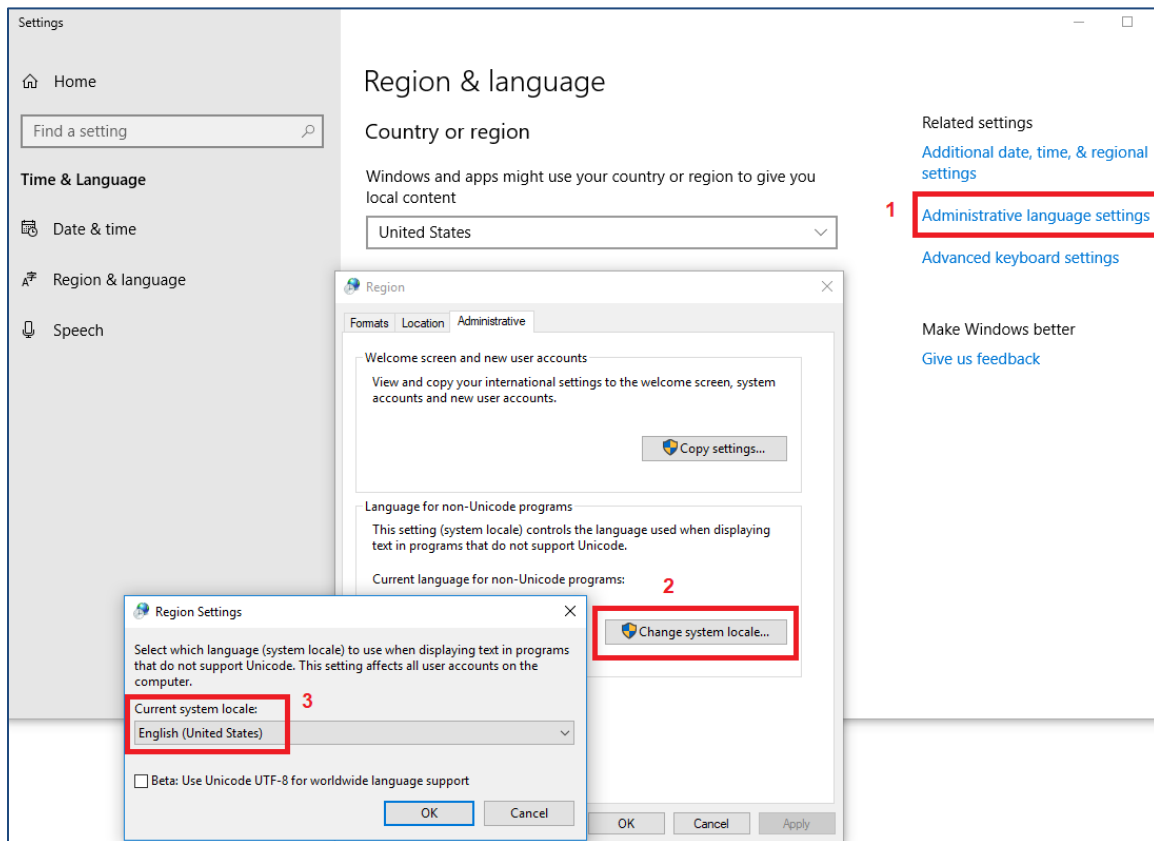 Settings
Home
Find a setting
Time & Language
Date & time
Region & language
Speech
Region & language
Country or region
Windows and apps might use your country or region to give you
local content
United States
Related settings
Additional date, time, & regional
settings
1
Administrative language settings
Advanced keyboard settings
Make Windows better
Give us feedback
Region
Formats
Location
Administrative
Welcome screen and new user accounts
View and copy your international settings to the welcome screen, system
accounts and new user accounts.
Copy settings...
Language for non-Unicode programs
This setting (system locale) controls the language used when displaying
text in programs that do not support Unicode.
Current language for non-Unicode programs:
2
Change system locale...
OK
Cancel
Apply
Region Settings
Select which language (system locale) to use when displaying text in programs
that do not support Unicode. This setting affects all user accounts on the
computer.
Current system locale:
3
English (United States)
Beta: Use Unicode UTF-8 for worldwide language support
OK
Cancel